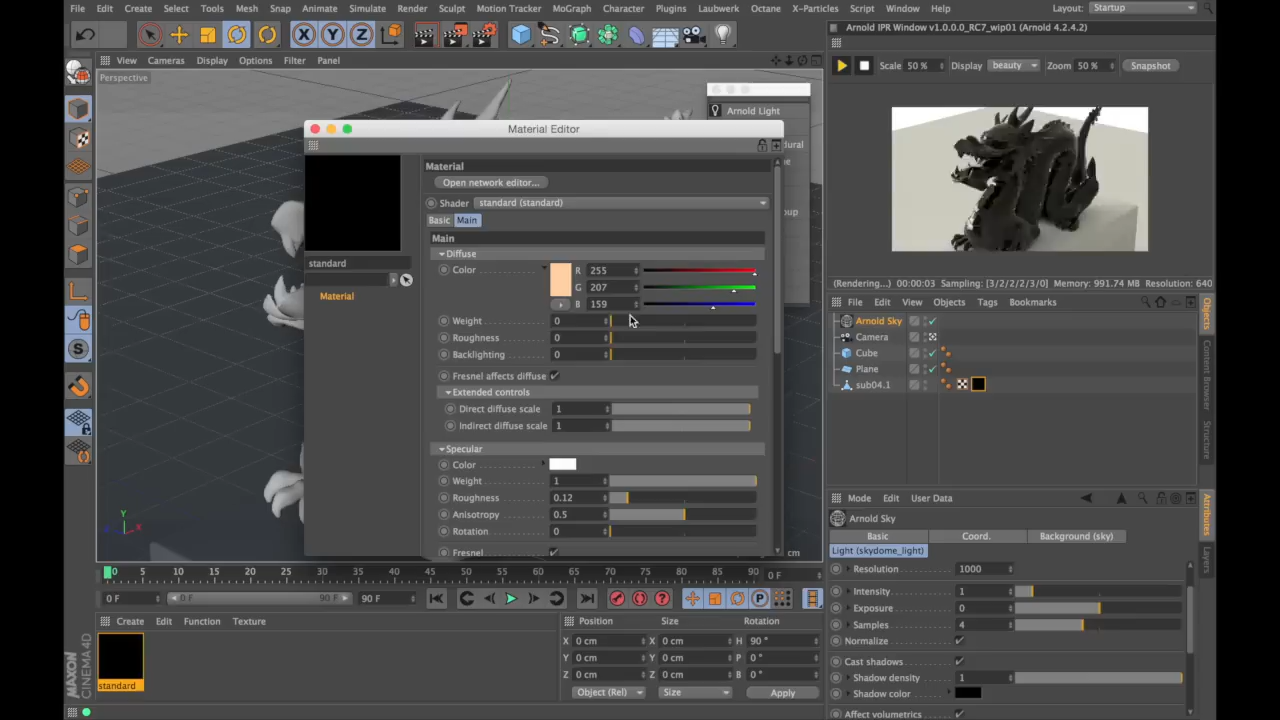 File Edit Create Select Tools Mesh Snap Animate Simulate Render Sculpt Motion Tracker MoGraph Character Plugins Laubwerk Octane X-Particles Script Window Help Layout: Startup
Arnold IPR Window v1.0.0.0_RC7_wip01 (Arnold 4.2.4.2)
X Y Z
View Cameras Display Options Filter Panel
Scale 50 % Display beauty Zoom 50 % Snapshot
Perspective
Arnold Light
Material Editor
Material
Open network editor...
Shader standard (standard)
Basic Main
Main
Diffuse
Color R 255
G 207
B 159
Weight 0
Roughness 0
Backlighting 0
Fresnel affects diffuse
Extended controls
Direct diffuse scale 1
Indirect diffuse scale 1
Specular
Color
Weight 1
Roughness 0.12
Anisotropy 0.5
Rotation 0
Fresnel
standard
Material
Y
X
cm
[Rendering...] 00:00:03 Sampling: [3/2/2/2/3/0] Memory: 991.74 MB Resolution: 640
File Edit View Objects Tags Bookmarks
Arnold Sky
Camera
Cube
Plane
sub04.1
Objects
Content Browser
Structure
Mode Edit User Data
Arnold Sky
Basic Coord. Background (sky)
Light (skydome_light)
Resolution 1000
Intensity 1
Exposure 0
Samples 4
Normalize
Cast shadows
Shadow density 1
Shadow color
Affect volumetrics
Attributes
Layers
0 5 10 15 20 25 30 35 40 45 50 55 60 65 70 75 80 85 90 0 F
0 F 0 F 90 F 90 F
Create Edit Function Texture
standard
Position Size Rotation
X 0 cm X 0 cm H 90 °
Y 0 cm Y 0 cm P 0 °
Z 0 cm Z 0 cm B 0 °
Object (Rel) Size Apply
MAXON
CINEMA4D